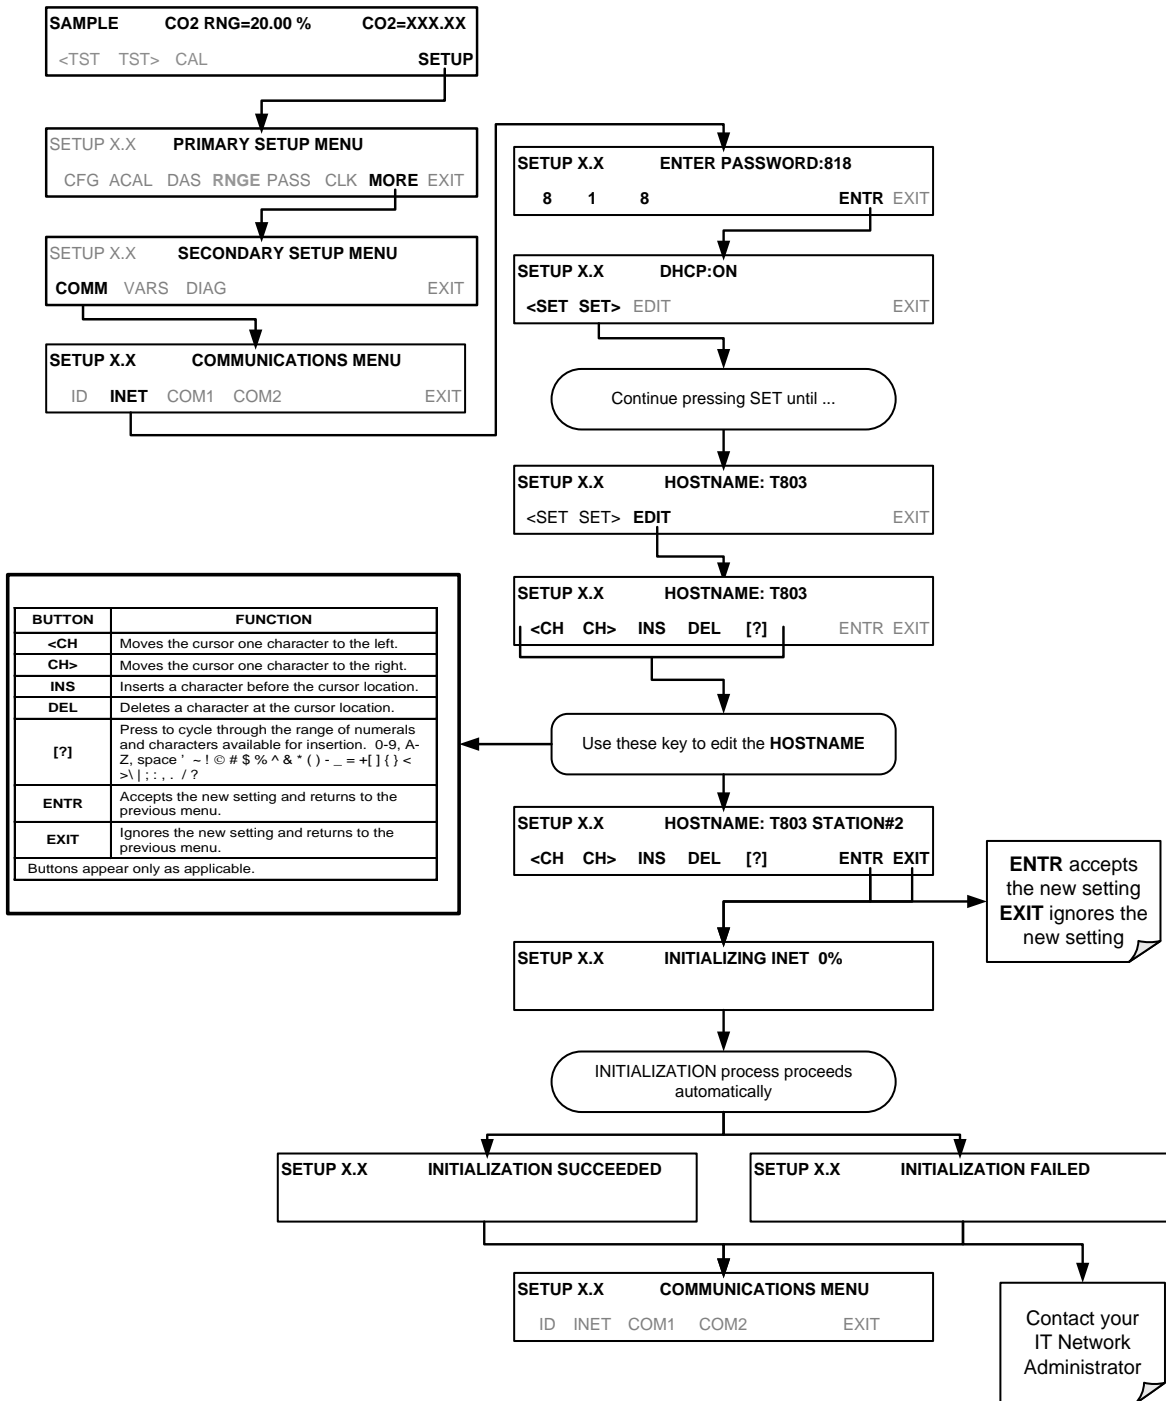 SAMPLE CO2 RNG=20.00 % CO2=XXX.XX
<TST TST> CAL SETUP
SETUP X.X PRIMARY SETUP MENU
CFG ACAL DAS RNGE PASS CLK MORE EXIT
SETUP X.X SECONDARY SETUP MENU
COMM VARS DIAG EXIT
SETUP X.X COMMUNICATIONS MENU
ID INET COM1 COM2 EXIT
SETUP X.X ENTER PASSWORD:818
8 1 8 ENTR EXIT
SETUP X.X DHCP:ON
<SET SET> EDIT EXIT
Continue pressing SET until ...
SETUP X.X HOSTNAME: T803
<SET SET> EDIT EXIT
SETUP X.X HOSTNAME: T803
<CH CH> INS DEL [?] ENTR EXIT
Use these key to edit the HOSTNAME
BUTTON FUNCTION
<CH Moves the cursor one character to the left.
CH> Moves the cursor one character to the right.
INS Inserts a character before the cursor location.
DEL Deletes a character at the cursor location.
[?] Press to cycle through the range of numerals
and characters available for insertion. 0-9, A-
Z, space ' ~ ! © # $ % ^ & * ( ) - _ = +[ ] { } <
>\ | ; : , . / ?
ENTR Accepts the new setting and returns to the
previous menu.
EXIT Ignores the new setting and returns to the
previous menu.
Buttons appear only as applicable.
SETUP X.X HOSTNAME: T803 STATION#2
<CH CH> INS DEL [?] ENTR EXIT
ENTR accepts
the new setting
EXIT ignores the
new setting
SETUP X.X INITIALIZING INET 0%
INITIALIZATION process proceeds
automatically
SETUP X.X INITIALIZATION SUCCEEDED
SETUP X.X INITIALIZATION FAILED
SETUP X.X COMMUNICATIONS MENU
ID INET COM1 COM2 EXIT
Contact your
IT Network
Administrator